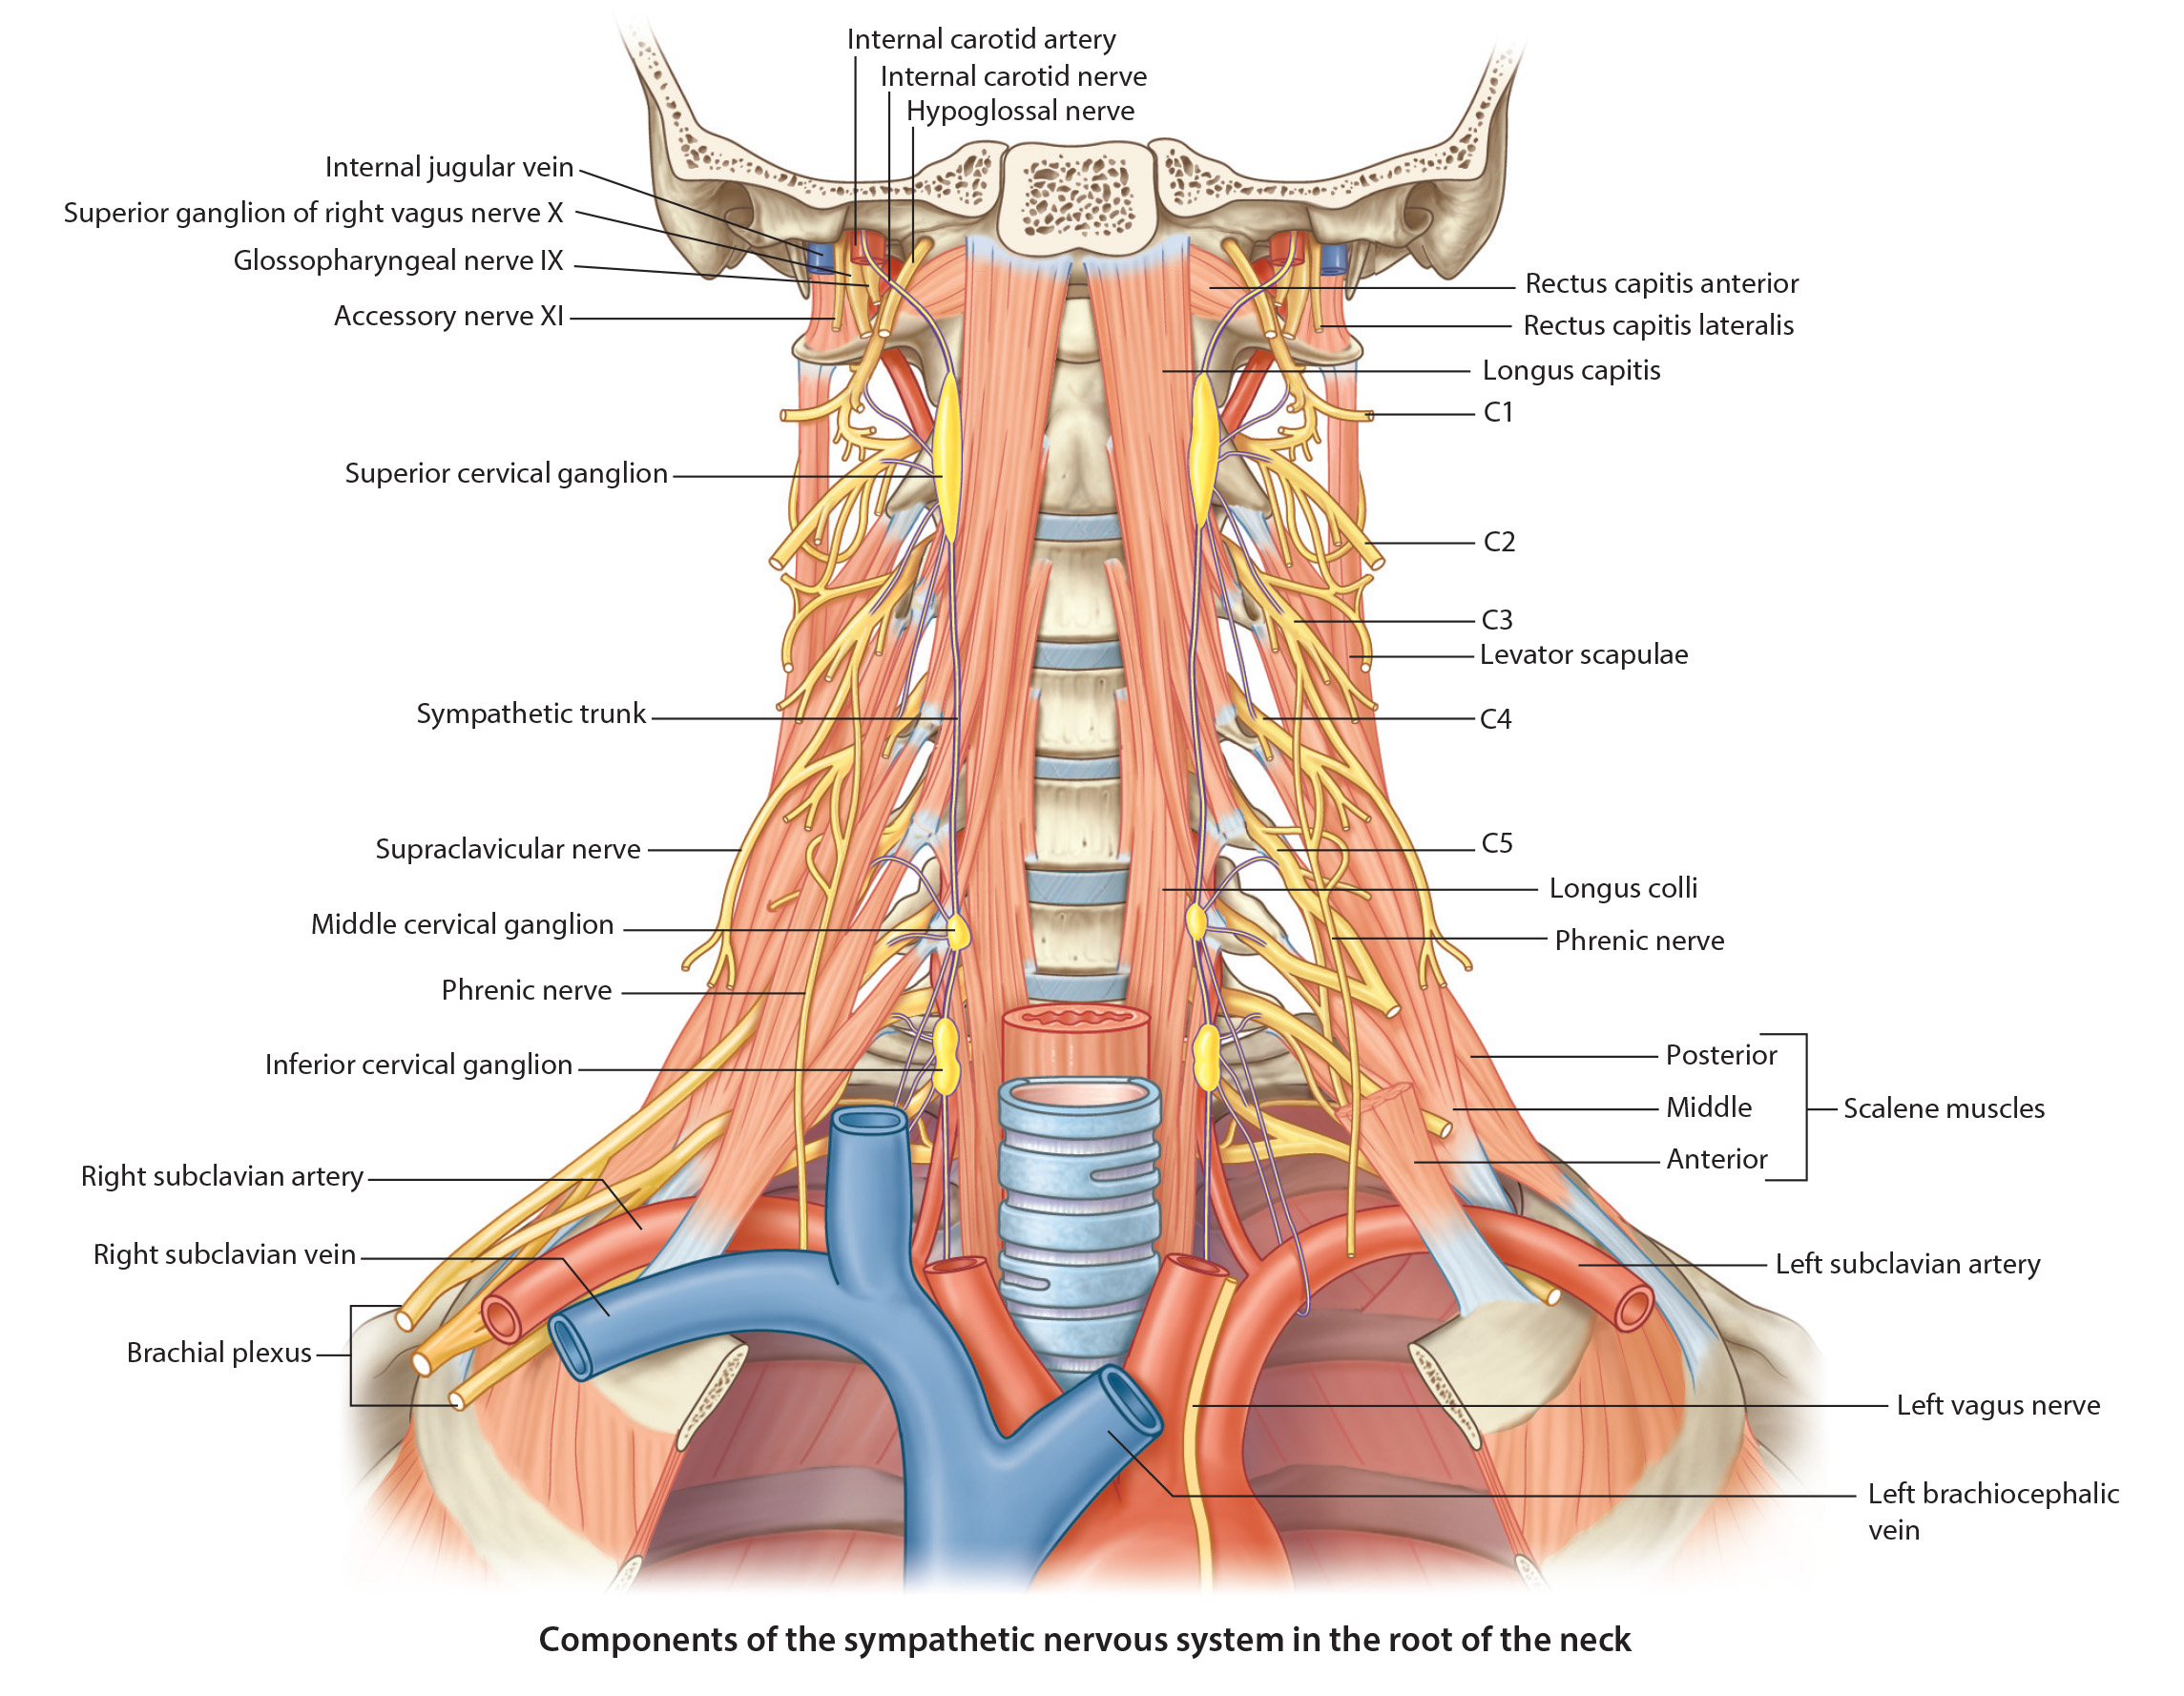 Internal carotid artery
Internal carotid nerve
Hypoglossal nerve
Internal jugular vein
Superior ganglion of right vagus nerve X
Glossopharyngeal nerve IX
Accessory nerve XI
Superior cervical ganglion
Sympathetic trunk
Supraclavicular nerve
Middle cervical ganglion
Phrenic nerve
Inferior cervical ganglion
Right subclavian artery
Right subclavian vein
Brachial plexus
Rectus capitis anterior
Rectus capitis lateralis
Longus capitis
C1
C2
C3
Levator scapulae
C4
C5
Longus colli
Phrenic nerve
Posterior
Middle
Anterior
Scalene muscles
Left subclavian artery
Left vagus nerve
Left brachiocephalic
vein
Components of the sympathetic nervous system in the root of the neck